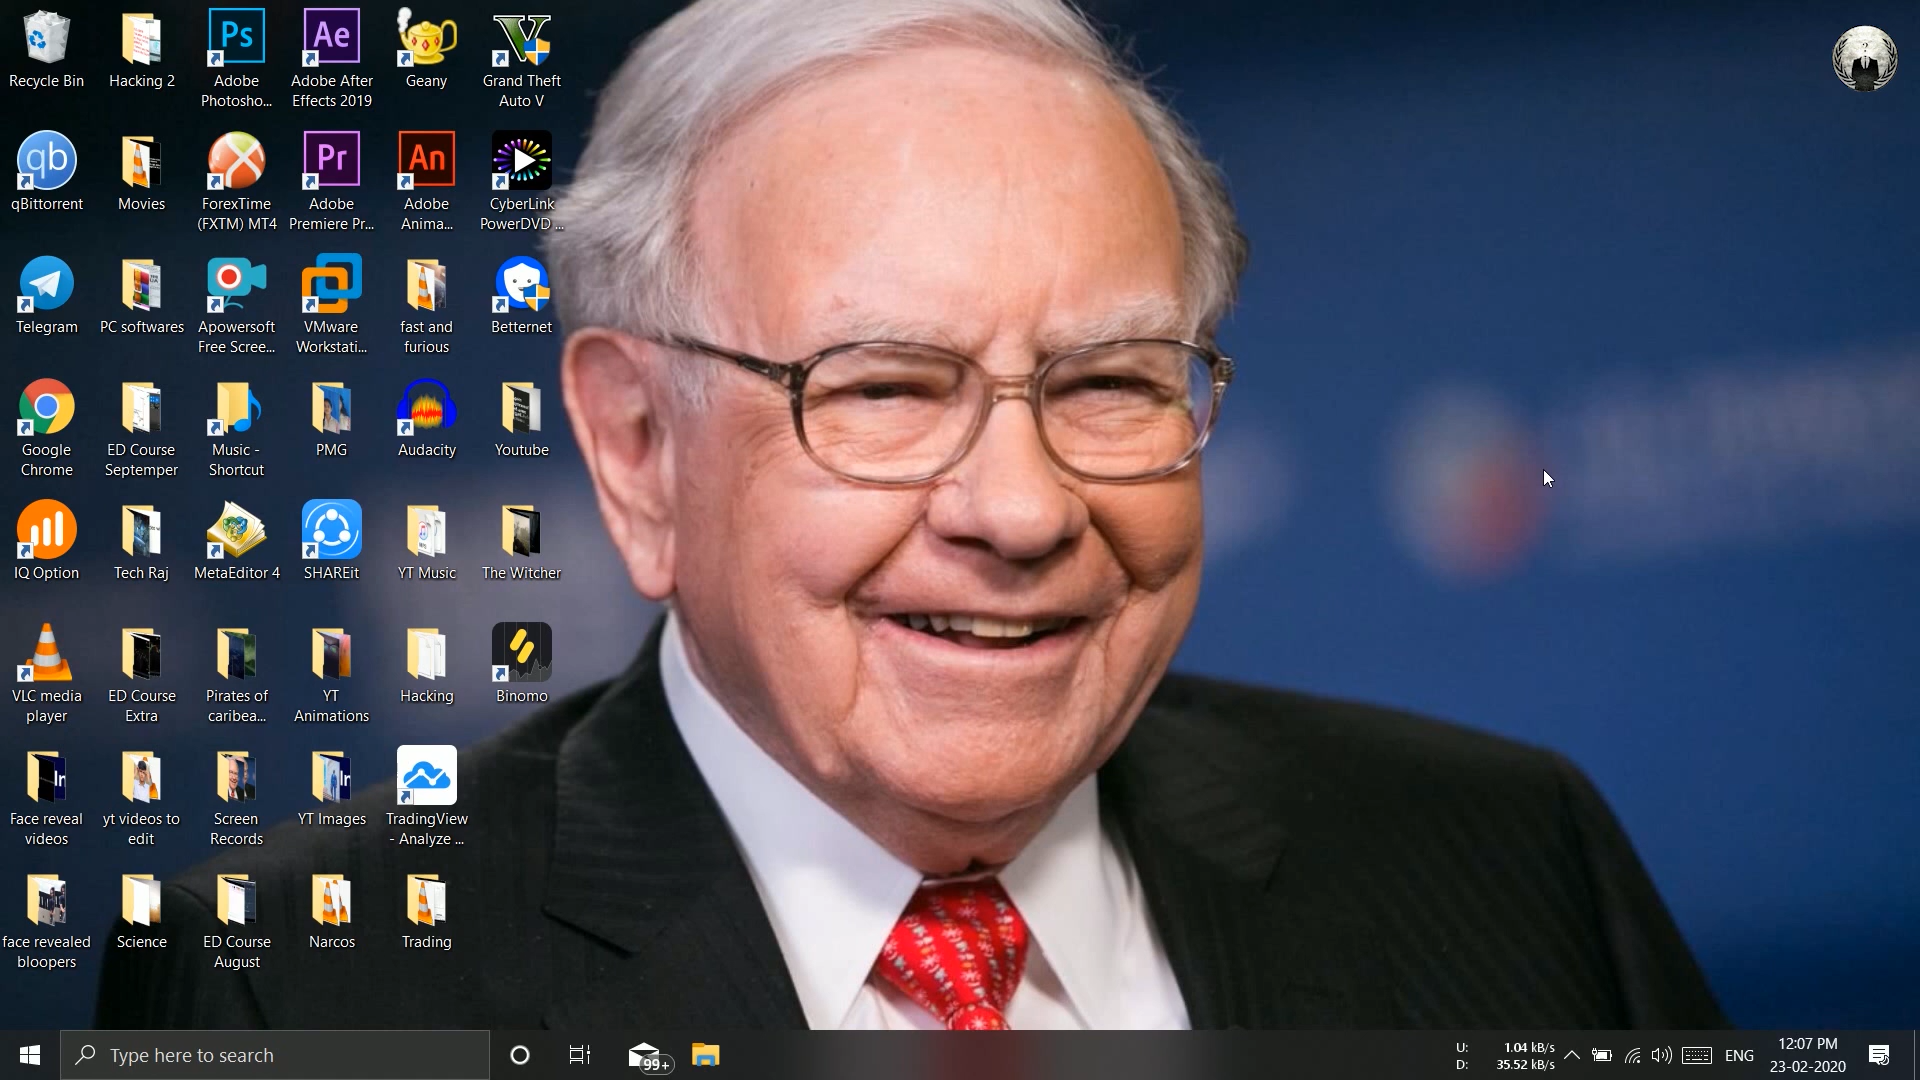 Recycle Bin
Hacking 2
Ps
Adobe
Photosho...
Ae
Adobe After
Effects 2019
Geany
V
Grand Theft
Auto V
qb
qBittorrent
Movies
ForexTime
(FXTM) MT4
Pr
Adobe
Premiere Pr...
An
Adobe
Anima...
CyberLink
PowerDVD ...
Telegram
PC softwares
Apowersoft
Free Scree...
VMware
Workstati...
fast and
furious
Betternet
Google
Chrome
ED Course
Septemper
Music -
Shortcut
PMG
Audacity
Youtube
IQ Option
Tech Raj
MetaEditor 4
SHAREit
YT Music
The Witcher
VLC media
player
ED Course
Extra
Pirates of
caribea...
YT
Animations
Hacking
Binomo
Face reveal
videos
yt videos to
edit
Screen
Records
YT Images
TradingView
- Analyze ...
face revealed
bloopers
Science
ED Course
August
Narcos
Trading
Type here to search
99+
U: 1.04 kB/s
D: 35.52 kB/s
ENG
12:07 PM
23-02-2020